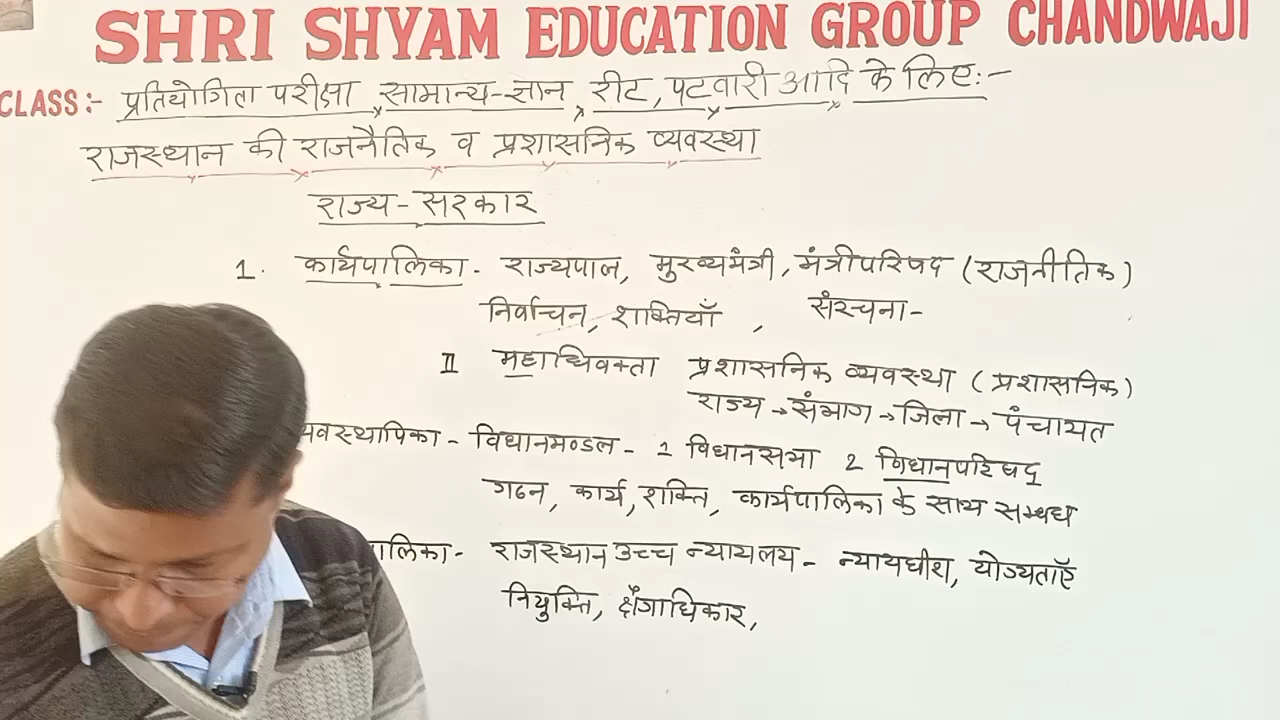 SHRI SHYAM EDUCATION GROUP CHANDWAJI
CLASS:- प्रतियोगिता परीक्षा सामान्य-ज्ञान, रीट, पटवारी आदि के लिए:-
राजस्थान की राजनैतिक व प्रशासनिक व्यवस्था
राज्य-सरकार
1. कार्यपालिका- राज्यपाल, मुख्यमंत्री, मंत्रीपरिषद (राजनीतिक)
निर्वाचन, शक्तियाँ , संरचना-
II महाधिवक्ता प्रशासनिक व्यवस्था (प्रशासनिक)
राज्य → संभाग → जिला → पंचायत
यवस्थापिका - विधानमण्डल - 1 विधानसभा 2 विधानपरिषद्
गठन, कार्य, शक्ति, कार्यपालिका के साथ सम्बंध
पालिका- राजस्थान उच्च न्यायलय - न्यायधीश, योग्यताएँ
नियुक्ति, क्षैत्राधिकार,